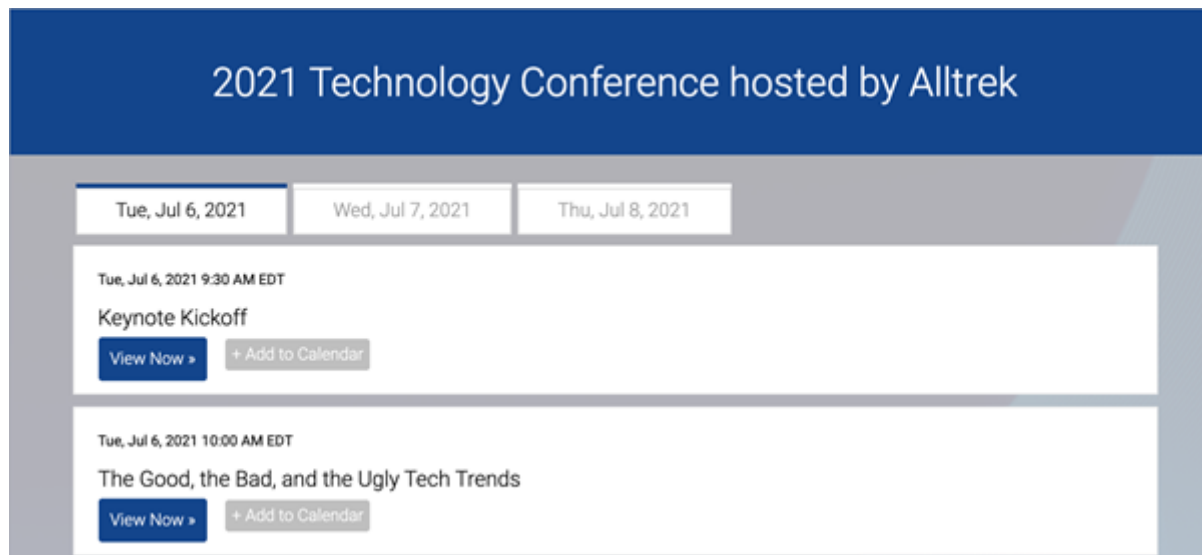 2021 Technology Conference hosted by Alltrek
Tue, Jul 6, 2021
Wed, Jul 7, 2021
Thu, Jul 8, 2021
Tue, Jul 6, 2021 9:30 AM EDT
Keynote Kickoff
View Now »
+ Add to Calendar
Tue, Jul 6, 2021 10:00 AM EDT
The Good, the Bad, and the Ugly Tech Trends
View Now »
+ Add to Calendar